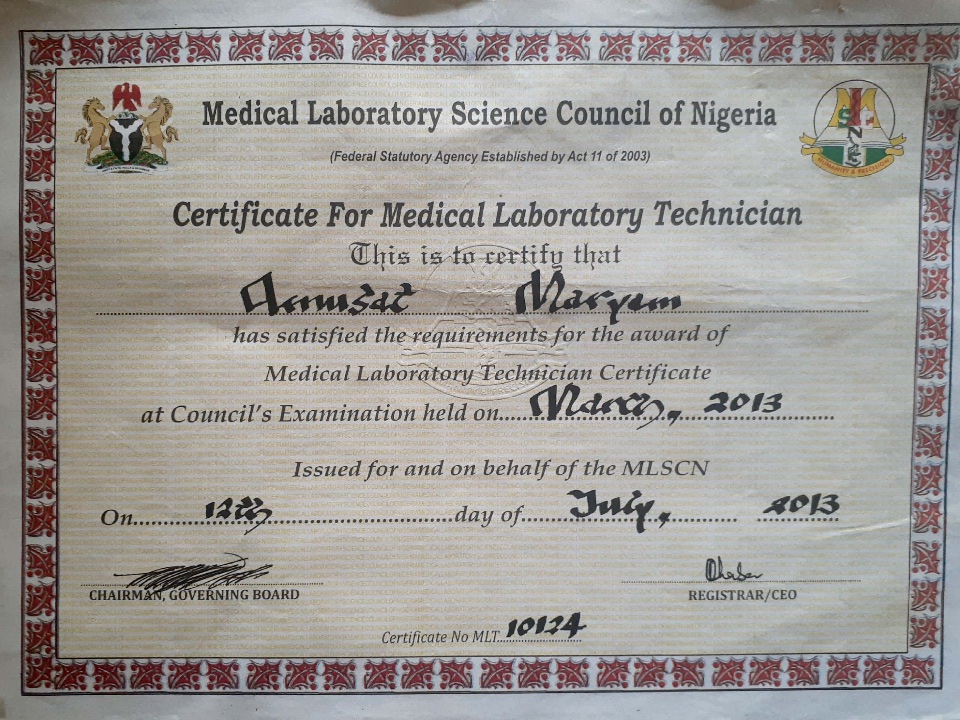 Medical Laboratory Science Council of Nigeria
(Federal Statutory Agency Established by Act 11 of 2003)
Certificate For Medical Laboratory Technician
This is to certify that
Maryam
has satisfied the requirements for the award of
Medical Laboratory Technician Certificate
at Council's Examination held on.....March, 2013
Issued for and on behalf of the MLSCN
On..........12th..........day of.....July, 2013
CHAIRMAN, GOVERNING BOARD
REGISTRAR/CEO
Certificate No MLT...10124